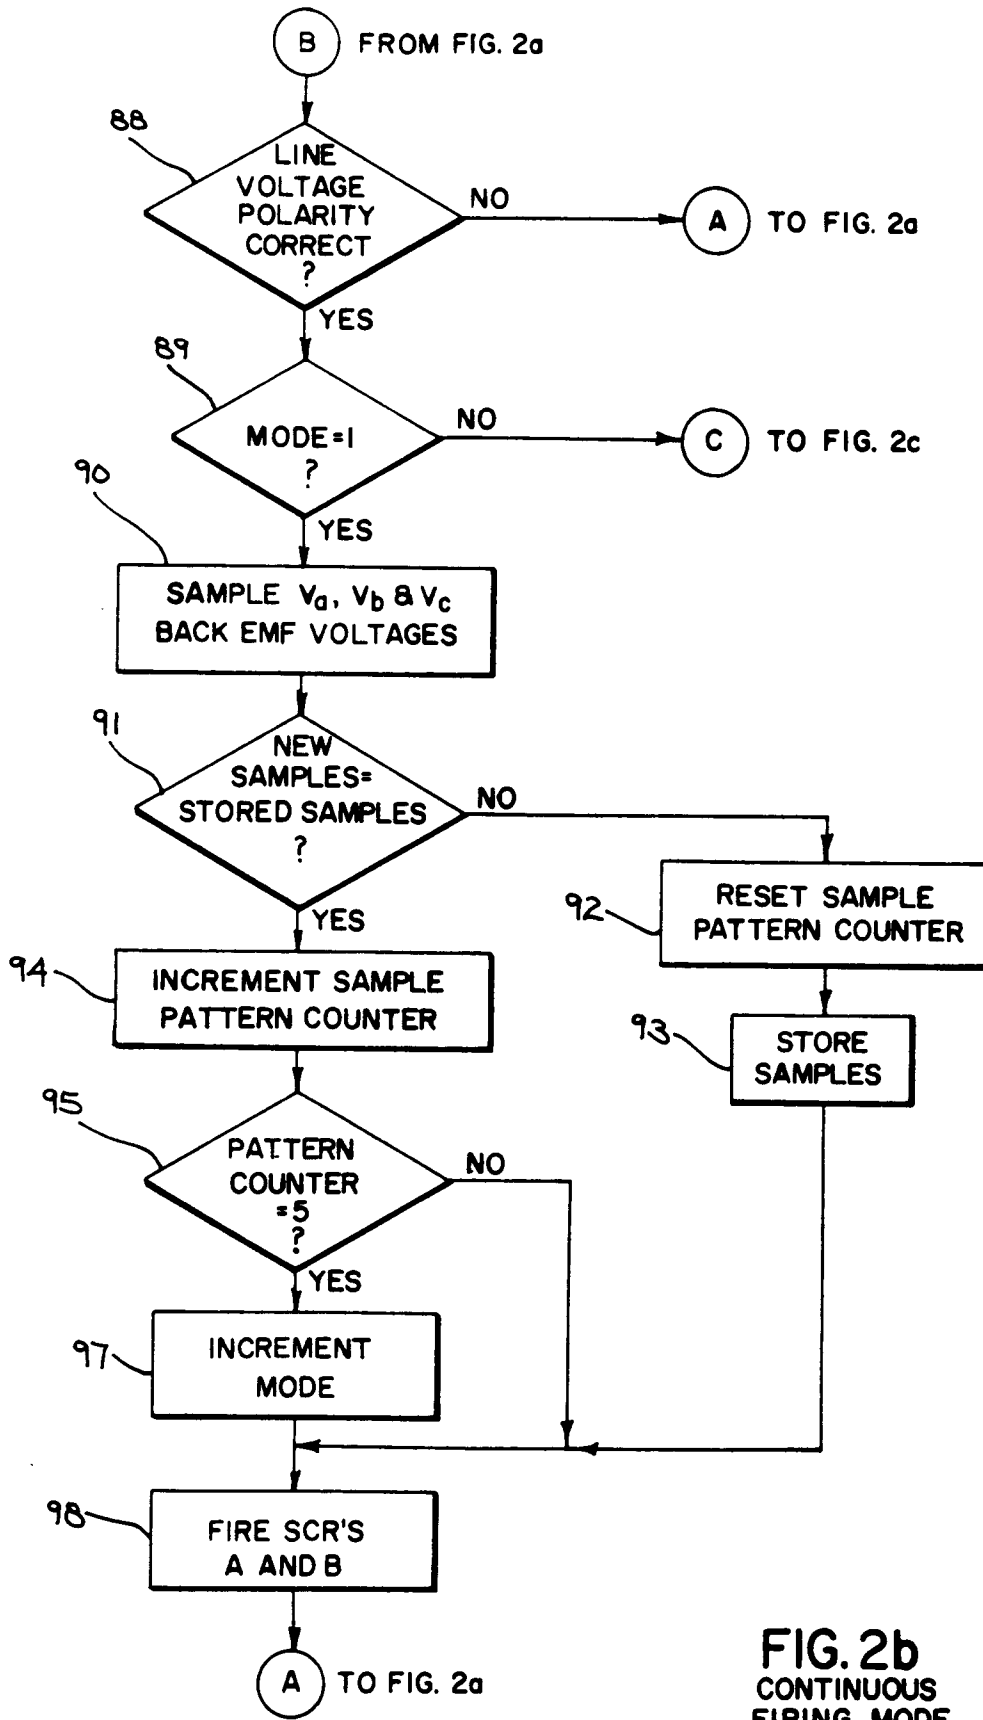 B FROM FIG. 2a
88
LINE
VOLTAGE
POLARITY
CORRECT
?
NO
A TO FIG. 2a
YES
89
MODE=1
?
NO
C TO FIG. 2c
YES
90
SAMPLE Va, Vb & Vc
BACK EMF VOLTAGES
91
NEW
SAMPLES=
STORED SAMPLES
?
NO
YES
92
RESET SAMPLE
PATTERN COUNTER
94
INCREMENT SAMPLE
PATTERN COUNTER
93
STORE
SAMPLES
95
PATTERN
COUNTER
=5
?
NO
YES
97
INCREMENT
MODE
98
FIRE SCR'S
A AND B
A TO FIG. 2a
FIG. 2b
CONTINUOUS
FIRING MODE